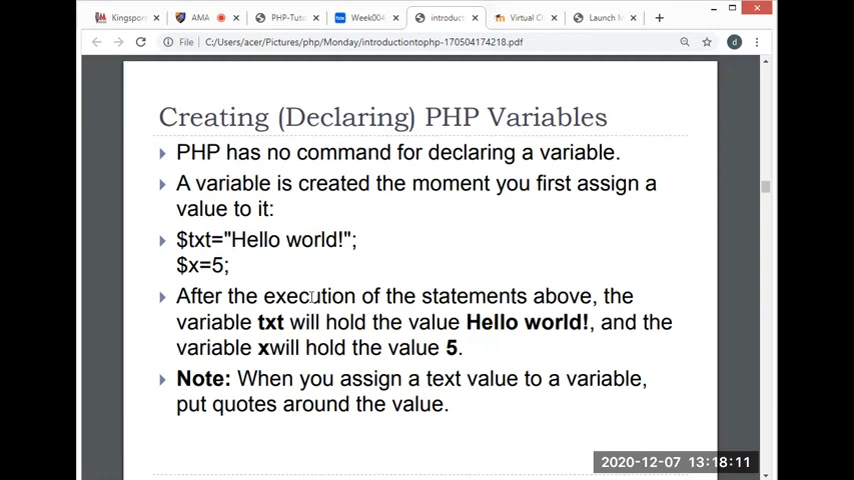 Kingspor
AMA
PHP-Tuto
Week004
introduct
Virtual C
Launch M
File | C:/Users/acer/Pictures/php/Monday/introductiontophp-170504174218.pdf
d
Creating (Declaring) PHP Variables
PHP has no command for declaring a variable.
A variable is created the moment you first assign a
value to it:
$txt="Hello world!";
$x=5;
After the execution of the statements above, the
variable txt will hold the value Hello world!, and the
variable xwill hold the value 5.
Note: When you assign a text value to a variable,
put quotes around the value.
2020-12-07 13:18:11